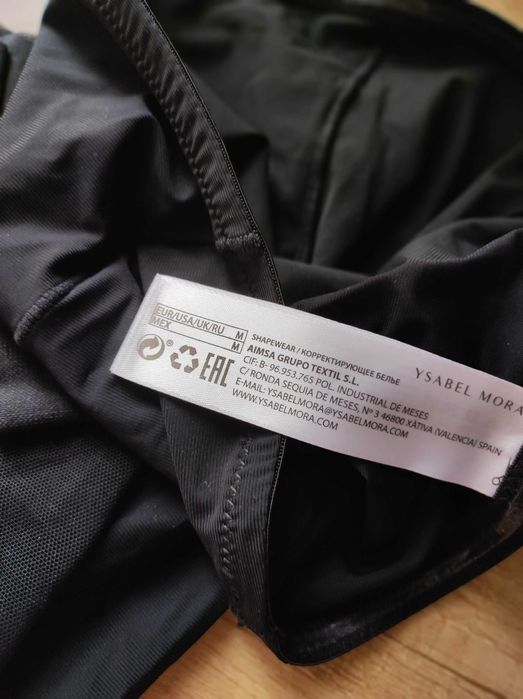 EUR/USA/UK/RU M
MEX M
EAC
SHAPEWEAR / КОРРЕКТИРУЮЩЕЕ БЕЛЬЕ
AIMSA GRUPO TEXTIL S.L.
CIF: B- 96.953.765 POL. INDUSTRIAL DE MESES
C/ RONDA SEQUIA DE MESES, Nº 3 46800 XÀTIVA (VALENCIA) SPAIN
E-MAIL: YSABELMORA@YSABELMORA.COM
WWW.YSABELMORA.COM
YSABEL MORA